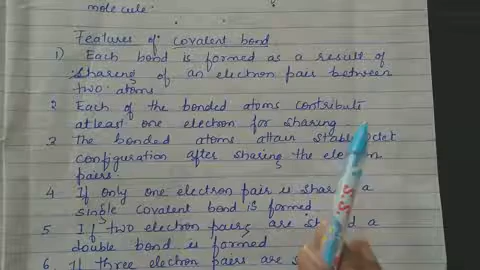 molecule.
Features of covalent bond
1) Each bond is formed as a result of
sharing of an electron pair between
two atoms
2 Each of the bonded atoms contribute
atleast one electron for sharing
3 The bonded atoms attain stable octet
configuration after sharing the electron
pairs.
4 If only one electron pair is a
single covalent bond is formed
5 If two electron pairs are a
double bond is formed
6 If three electron pairs are
S.S.